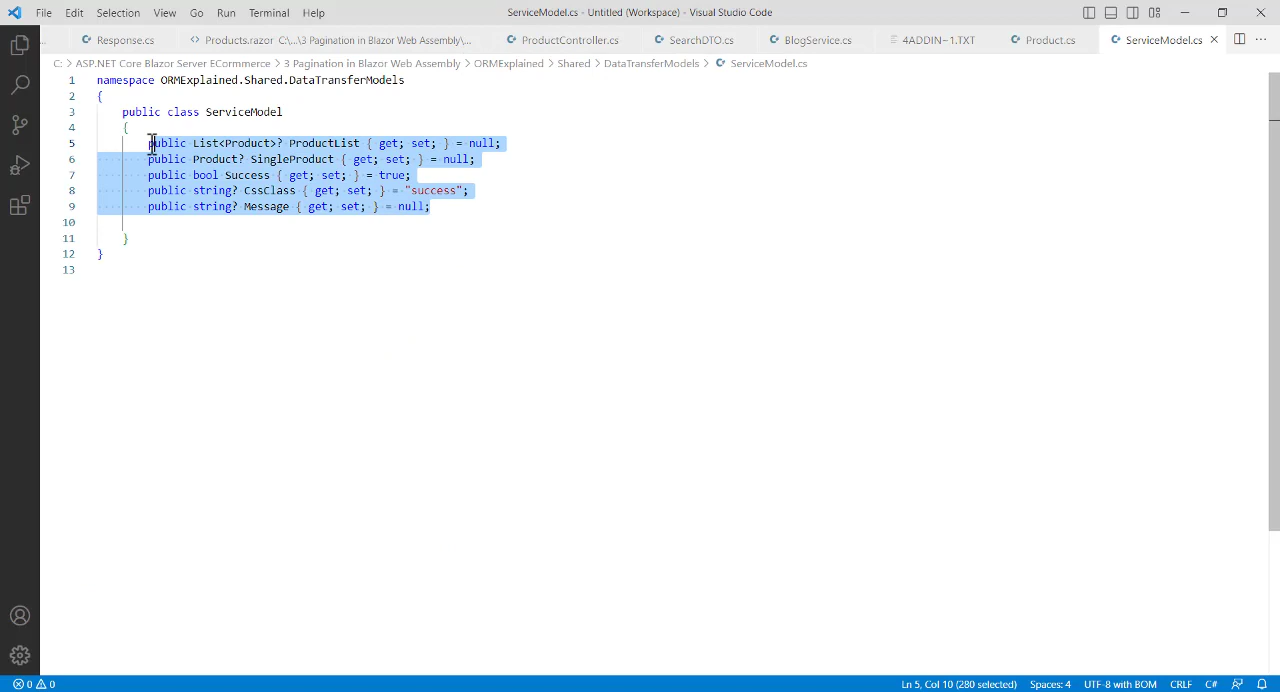 File Edit Selection View Go Run Terminal Help ServiceModel.cs - Untitled (Workspace) - Visual Studio Code
... Response.cs Products.razor C:\...\3 Pagination in Blazor Web Assembly\... ProductController.cs SearchDTO.cs BlogService.cs 4ADDIN~1.TXT Product.cs ServiceModel.cs ...
C: > ASP.NET Core Blazor Server ECommerce > 3 Pagination in Blazor Web Assembly > ORMExplained > Shared > DataTransferModels > ServiceModel.cs
1 namespace ORMExplained.Shared.DataTransferModels
2 {
3 public class ServiceModel
4 {
5 public List<Product>? ProductList { get; set; } = null;
6 public Product? SingleProduct { get; set; } = null;
7 public bool Success { get; set; } = true;
8 public string? CssClass { get; set; } = "success";
9 public string? Message { get; set; } = null;
10
11 }
12 }
13
0 0 Ln 5, Col 10 (280 selected) Spaces: 4 UTF-8 with BOM CRLF C#